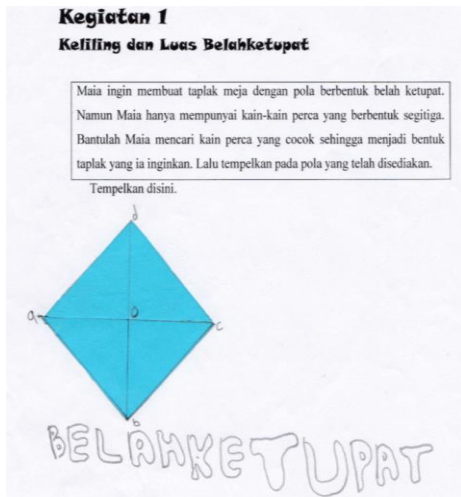 Kegiatan 1
Keliling dan Luas Belahketupat
Maia ingin membuat taplak meja dengan pola berbentuk belah ketupat.
Namun Maia hanya mempunyai kain-kain perca yang berbentuk segitiga.
Bantulah Maia mencari kain perca yang cocok sehingga menjadi bentuk
taplak yang ia inginkan. Lalu tempelkan pada pola yang telah disediakan.
Tempelkan disini.
d
a
O
c
b
BELAHKETUPAT